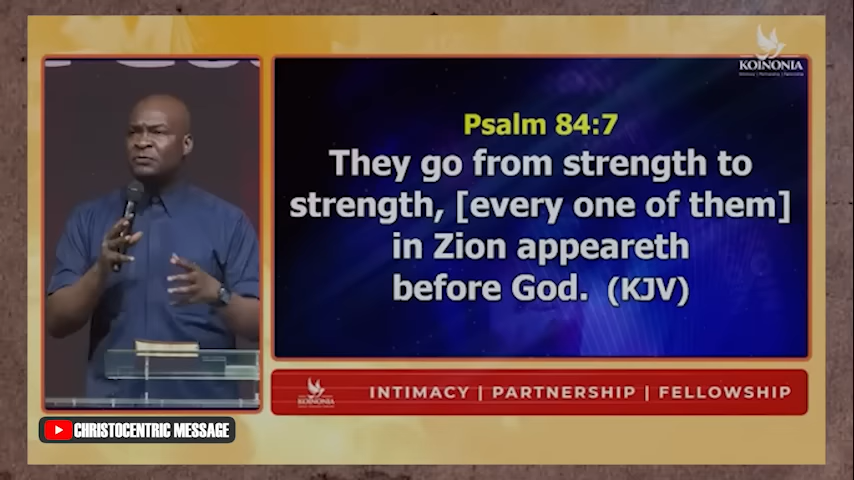 KOINONIA
Psalm 84:7
They go from strength to
strength, [every one of them]
in Zion appeareth
before God. (KJV)
KOINONIA
INTIMACY | PARTNERSHIP | FELLOWSHIP
CHRISTOCENTRIC MESSAGE